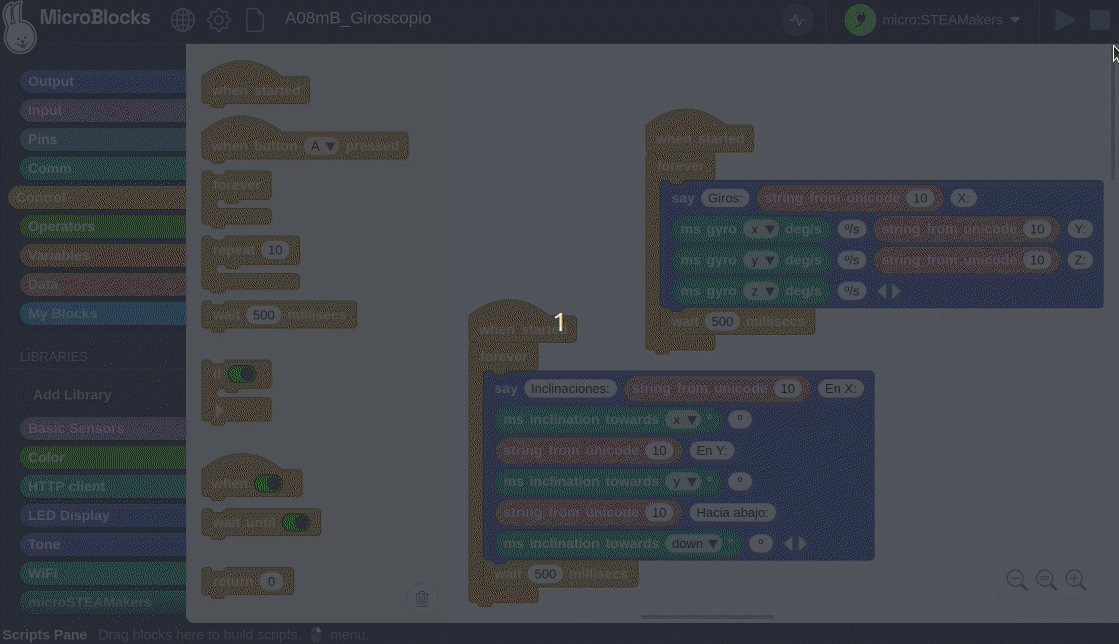 MicroBlocks
A08mB_Giroscopio
micro:STEAMakers
Output
Input
Pins
Comm
Control
Operators
Variables
Data
My Blocks
LIBRARIES
Add Library
Basic Sensors
Color
HTTP client
LED Display
Tone
WiFi
microSTEAMakers
when started
when button A ▼ pressed
forever
repeat 10
wait 500 millisecs
if
when
wait until
return 0
when started
forever
say Giros: string from unicode 10 X:
ms gyro x ▼ deg/s º/s string from unicode 10 Y:
ms gyro y ▼ deg/s º/s string from unicode 10 Z:
ms gyro z ▼ deg/s º/s
wait 500 millisecs
when started
1
forever
say Inclinaciones: string from unicode 10 En X:
ms inclination towards x ▼ ° º
string from unicode 10 En Y:
ms inclination towards y ▼ ° º
string from unicode 10 Hacia abajo:
ms inclination towards down ▼ ° º
wait 500 millisecs
Scripts Pane Drag blocks here to build scripts. menu.